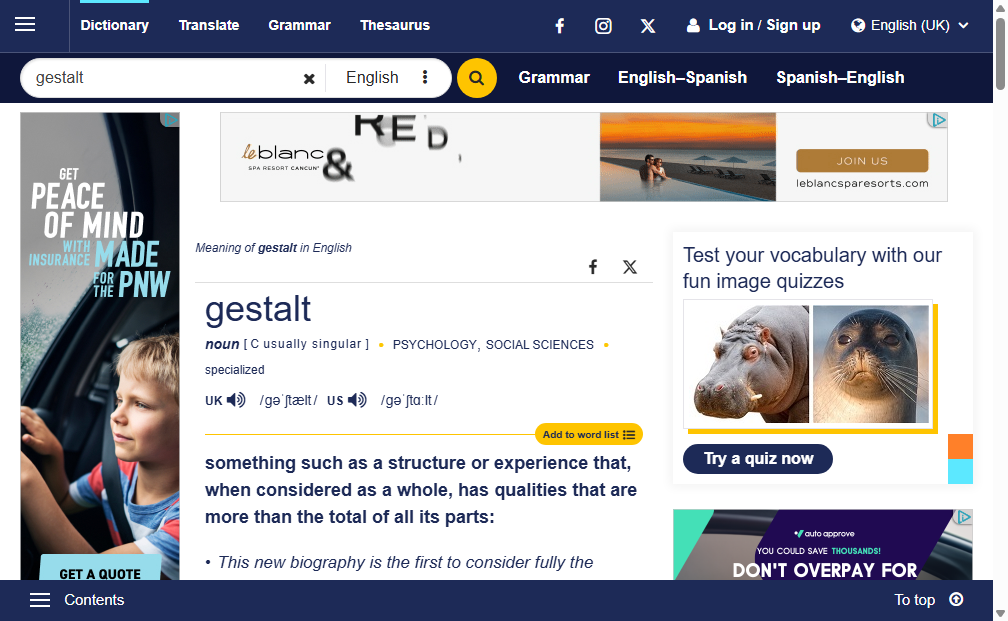 Dictionary Translate Grammar Thesaurus Log in / Sign up English (UK)
gestalt English Grammar English–Spanish Spanish–English
GET
PEACE
OF MIND
WITH
INSURANCE MADE
FOR
THE PNW
GET A QUOTE
leblanc
SPA RESORT CANCUN
&
RED
JOIN US
leblancsparesorts.com
Meaning of gestalt in English
gestalt
noun [ C usually singular ] • PSYCHOLOGY, SOCIAL SCIENCES •
specialized
UK /ɡəˈʃtælt/ US /ɡəˈʃtɑːlt/
Add to word list
something such as a structure or experience that,
when considered as a whole, has qualities that are
more than the total of all its parts:
• This new biography is the first to consider fully the
Test your vocabulary with our
fun image quizzes
Try a quiz now
auto approve
YOU COULD SAVE THOUSANDS!
DON'T OVERPAY FOR
Contents To top